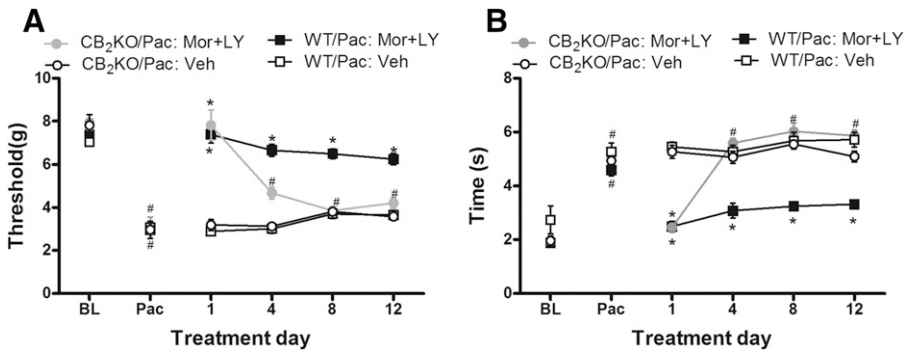 A
CB2KO/Pac: Mor+LY
WT/Pac: Mor+LY
CB2KO/Pac: Veh
WT/Pac: Veh
Threshold(g)
10
8
6
4
2
0
* * * * *
# # # # #
BL Pac 1 4 8 12
Treatment day
B
CB2KO/Pac: Mor+LY
WT/Pac: Mor+LY
CB2KO/Pac: Veh
WT/Pac: Veh
Time (s)
8
6
4
2
0
# # # # #
* * * * *
BL Pac 1 4 8 12
Treatment day